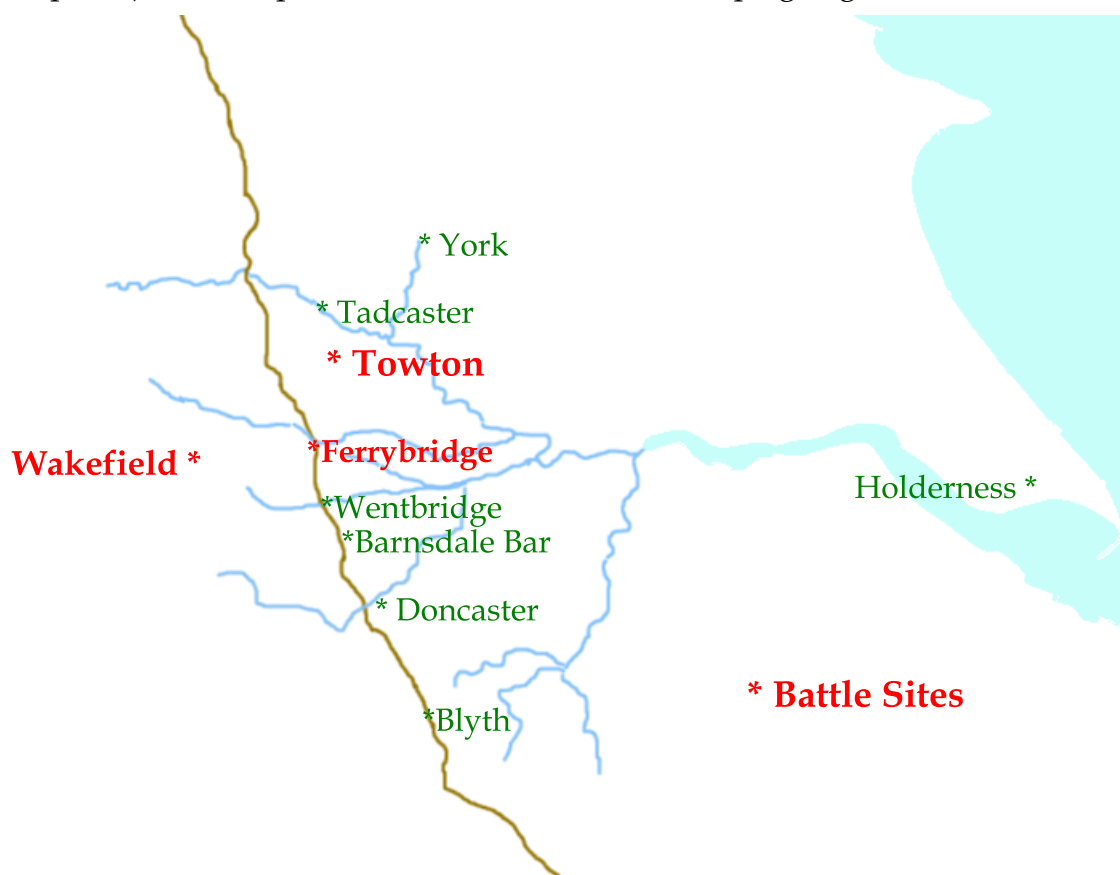 * York
* Tadcaster
* Towton
*Ferrybridge
Wakefield *
Holderness *
*Wentbridge
*Barnsdale Bar
* Doncaster
* Battle Sites
*Blyth